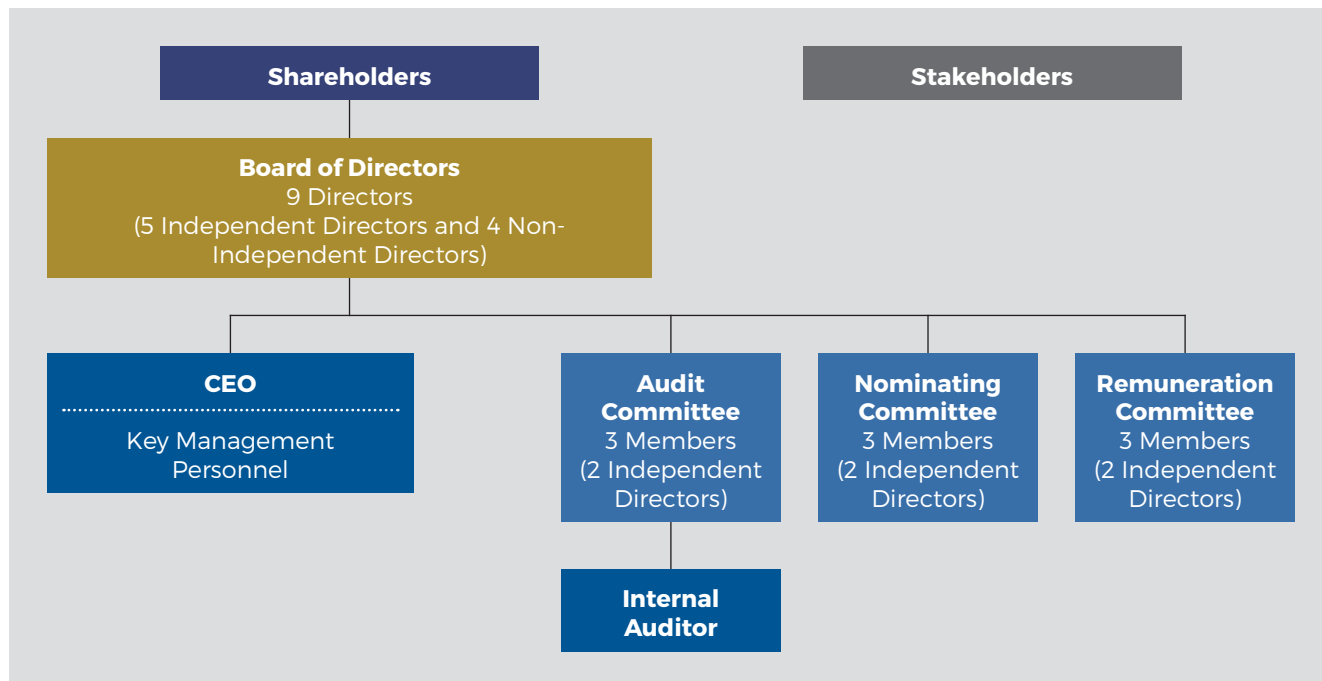 Shareholders
Stakeholders
Board of Directors
9 Directors
(5 Independent Directors and 4 Non-
Independent Directors)
CEO
Key Management
Personnel
Audit
Committee
3 Members
(2 Independent
Directors)
Nominating
Committee
3 Members
(2 Independent
Directors)
Remuneration
Committee
3 Members
(2 Independent
Directors)
Internal
Auditor